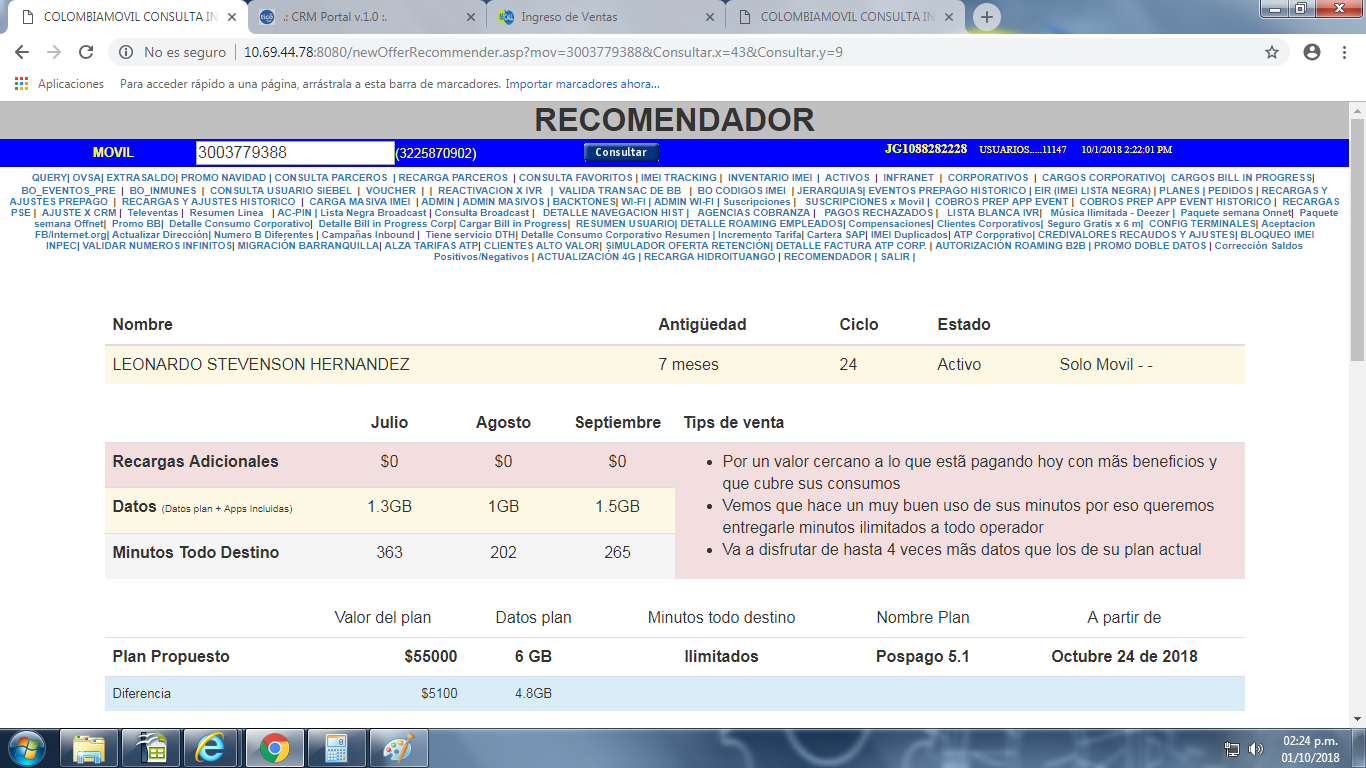 COLOMBIAMOVIL CONSULTA IN
.: CRM Portal v.1.0 :.
Ingreso de Ventas
COLOMBIAMOVIL CONSULTA IN
No es seguro
10.69.44.78:8080/newOfferRecommender.asp?mov=3003779388&Consultar.x=43&Consultar.y=9
Aplicaciones
Para acceder rápido a una página, arrástrala a esta barra de marcadores. Importar marcadores ahora...
RECOMENDADOR
MOVIL 3003779388 (3225870902) Consultar JG1088282228 USUARIOS.....11147 10/1/2018 2:22:01 PM
QUERY| OVSA| EXTRASALDO| PROMO NAVIDAD | CONSULTA PARCEROS | RECARGA PARCEROS | CONSULTA FAVORITOS | IMEI TRACKING | INVENTARIO IMEI | ACTIVOS | INFRANET | CORPORATIVOS | CARGOS CORPORATIVO| CARGOS BILL IN PROGRESS|
BO_EVENTOS_PRE | BO_INMUNES | CONSULTA USUARIO SIEBEL | VOUCHER | | REACTIVACION X IVR | VALIDA TRANSAC DE BB | BO CODIGOS IMEI | JERARQUIAS| EVENTOS PREPAGO HISTORICO | EIR (IMEI LISTA NEGRA) | PLANES | PEDIDOS | RECARGAS Y
AJUSTES PREPAGO | RECARGAS Y AJUSTES HISTORICO | CARGA MASIVA IMEI | ADMIN | ADMIN MASIVOS | BACKTONES| WI-FI | ADMIN WI-FI | Suscripciones | SUSCRIPCIONES x Movil | COBROS PREP APP EVENT | COBROS PREP APP EVENT HISTORICO | RECARGAS
PSE | AJUSTE X CRM | Televentas | Resumen Linea | AC-PIN | Lista Negra Broadcast | Consulta Broadcast | DETALLE NAVEGACION HIST | AGENCIAS COBRANZA | PAGOS RECHAZADOS | LISTA BLANCA IVR| Música Ilimitada - Deezer | Paquete semana Onnet| Paquete
semana Offnet| Promo BB| Detalle Consumo Corporativo| Detalle Bill in Progress Corp| Cargar Bill in Progress| RESUMEN USUARIO| DETALLE ROAMING EMPLEADOS| Compensaciones| Clientes Corporativos| Seguro Gratis x 6 m| CONFIG TERMINALES| Aceptacion
FB/Internet.org| Actualizar Dirección| Numero B Diferentes | Campañas Inbound | Tiene servicio DTH| Detalle Consumo Corporativo Resumen | Incremento Tarifa| Cartera SAP| IMEI Duplicados| ATP Corporativo| CREDIVALORES RECAUDOS Y AJUSTES| BLOQUEO IMEI
INPEC| VALIDAR NUMEROS INFINITOS| MIGRACIÓN BARRANQUILLA| ALZA TARIFAS ATP| CLIENTES ALTO VALOR| SIMULADOR OFERTA RETENCIÓN| DETALLE FACTURA ATP CORP. | AUTORIZACIÓN ROAMING B2B | PROMO DOBLE DATOS | Corrección Saldos
Positivos/Negativos | ACTUALIZACIÓN 4G | RECARGA HIDROITUANGO | RECOMENDADOR | SALIR |
Nombre Antigüedad Ciclo Estado
LEONARDO STEVENSON HERNANDEZ 7 meses 24 Activo Solo Movil - -
Julio Agosto Septiembre Tips de venta
Recargas Adicionales $0 $0 $0
Datos (Datos plan + Apps Incluidas) 1.3GB 1GB 1.5GB
Minutos Todo Destino 363 202 265
• Por un valor cercano a lo que estã pagando hoy con mãs beneficios y
que cubre sus consumos
• Vemos que hace un muy buen uso de sus minutos por eso queremos
entregarle minutos ilimitados a todo operador
• Va a disfrutar de hasta 4 veces mãs datos que los de su plan actual
Valor del plan Datos plan Minutos todo destino Nombre Plan A partir de
Plan Propuesto $55000 6 GB Ilimitados Pospago 5.1 Octubre 24 de 2018
Diferencia $5100 4.8GB
02:24 p.m.
01/10/2018